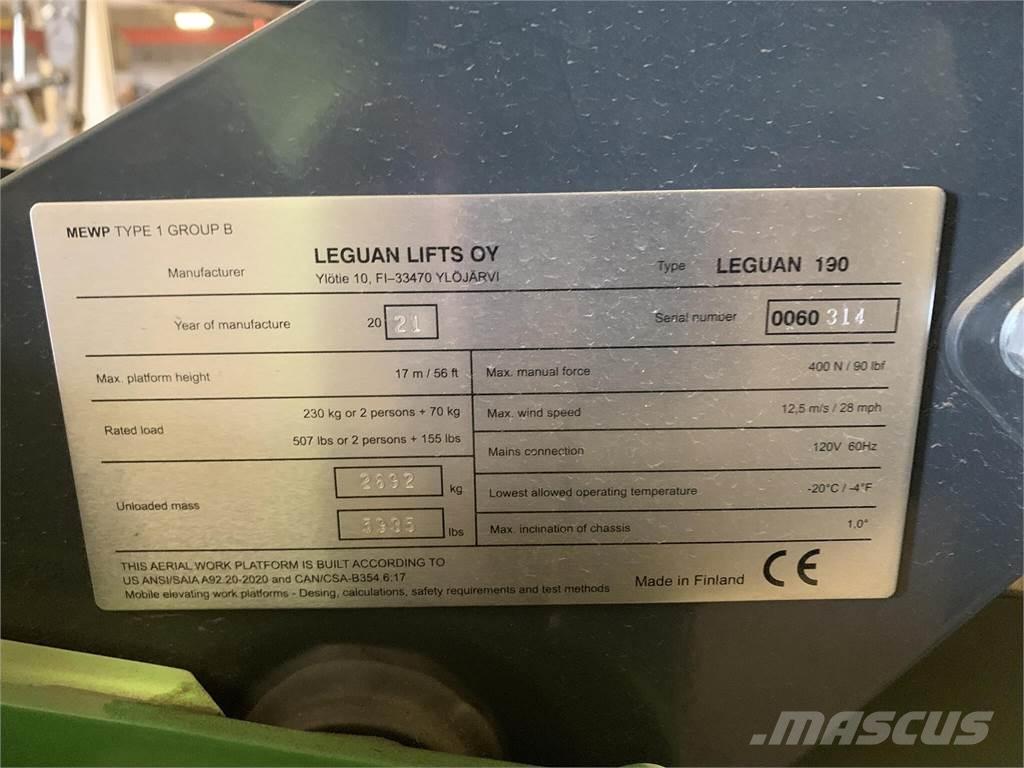 MEWP TYPE 1 GROUP B
Manufacturer LEGUAN LIFTS OY Type LEGUAN 190
Ylötie 10, FI–33470 YLÖJÄRVI
Year of manufacture 20 21 Serial number 0060 314
Max. platform height 17 m / 56 ft
Rated load 230 kg or 2 persons + 70 kg
507 lbs or 2 persons + 155 lbs
Unloaded mass 2692 kg
lbs
Max. manual force 400 N / 90 lbf
Max. wind speed 12,5 m/s / 28 mph
Mains connection 120V 60Hz
Lowest allowed operating temperature -20°C / -4°F
Max. inclination of chassis 1,0°
THIS AERIAL WORK PLATFORM IS BUILT ACCORDING TO
US ANSI/SAIA A92.20-2020 and CAN/CSA-B354.6:17
Mobile elevating work platforms - Desing, calculations, safety requirements and test methods
Made in Finland CE
.MASCUS